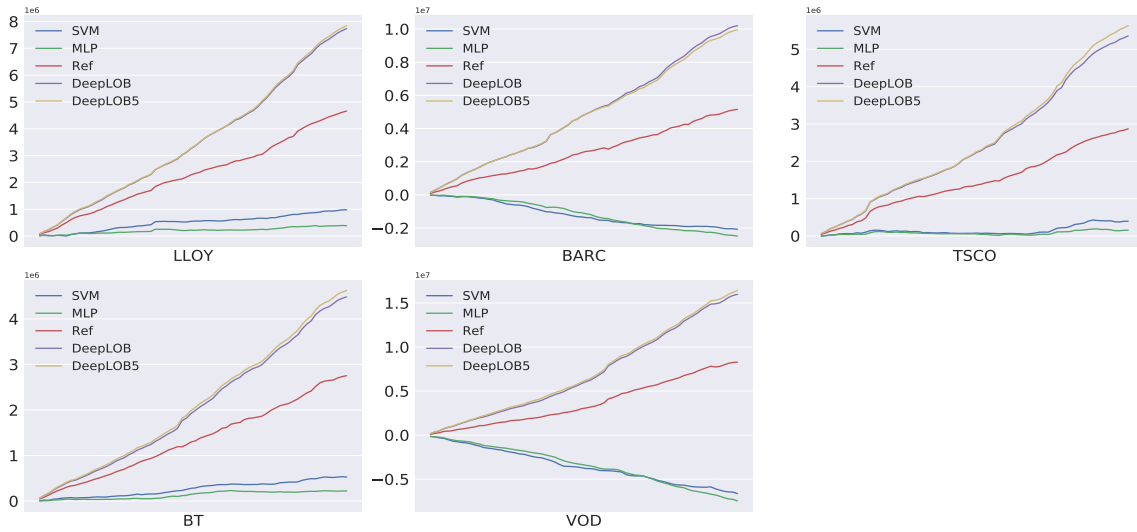 1e6
8
7
6
5
4
3
2
1
0
SVM
MLP
Ref
DeepLOB
DeepLOB5
LLOY
1e7
1.0
0.8
0.6
0.4
0.2
0.0
−0.2
SVM
MLP
Ref
DeepLOB
DeepLOB5
BARC
1e6
5
4
3
2
1
0
SVM
MLP
Ref
DeepLOB
DeepLOB5
TSCO
1e6
4
3
2
1
0
SVM
MLP
Ref
DeepLOB
DeepLOB5
BT
1e7
1.5
1.0
0.5
0.0
−0.5
SVM
MLP
Ref
DeepLOB
DeepLOB5
VOD